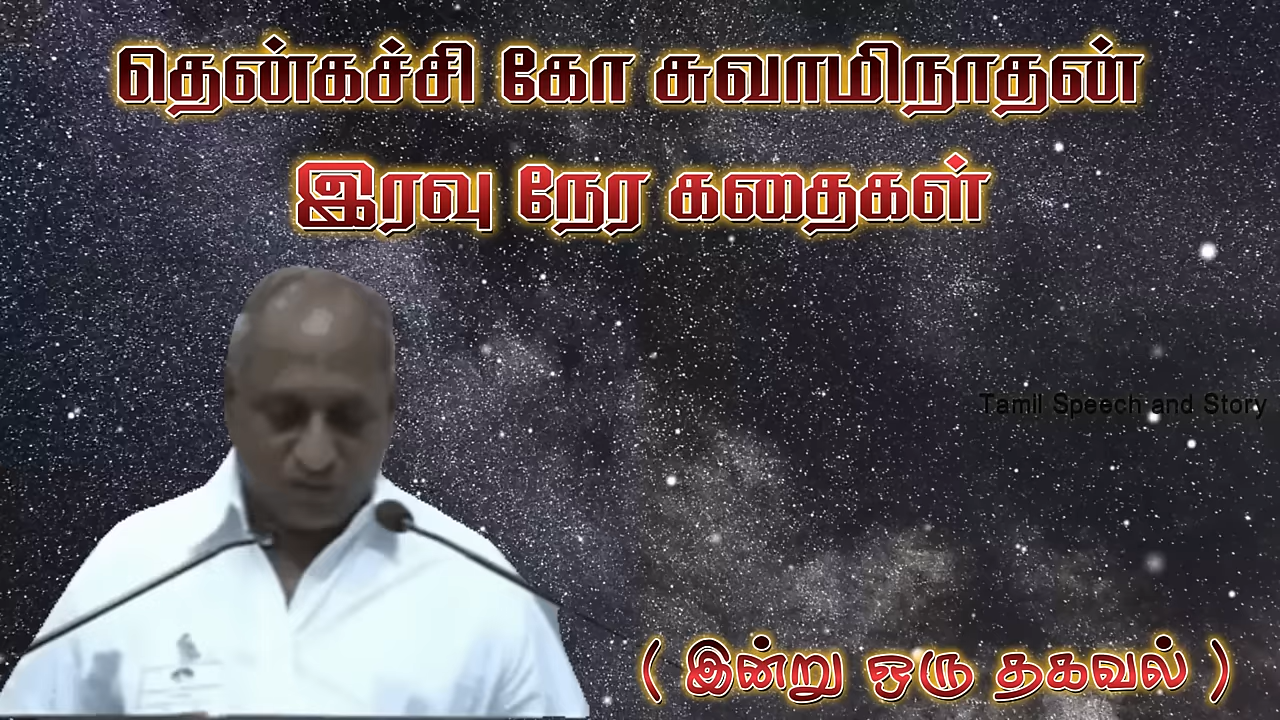 தென்கச்சி கோ சுவாமிநாதன்
இரவு நேர கதைகள்
Tamil Speech and Story
( இன்று ஒரு தகவல் )